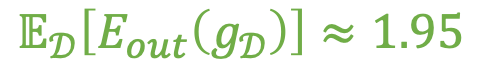 𝔼_𝒟[E_out(g_𝒟)] ≈ 1.95